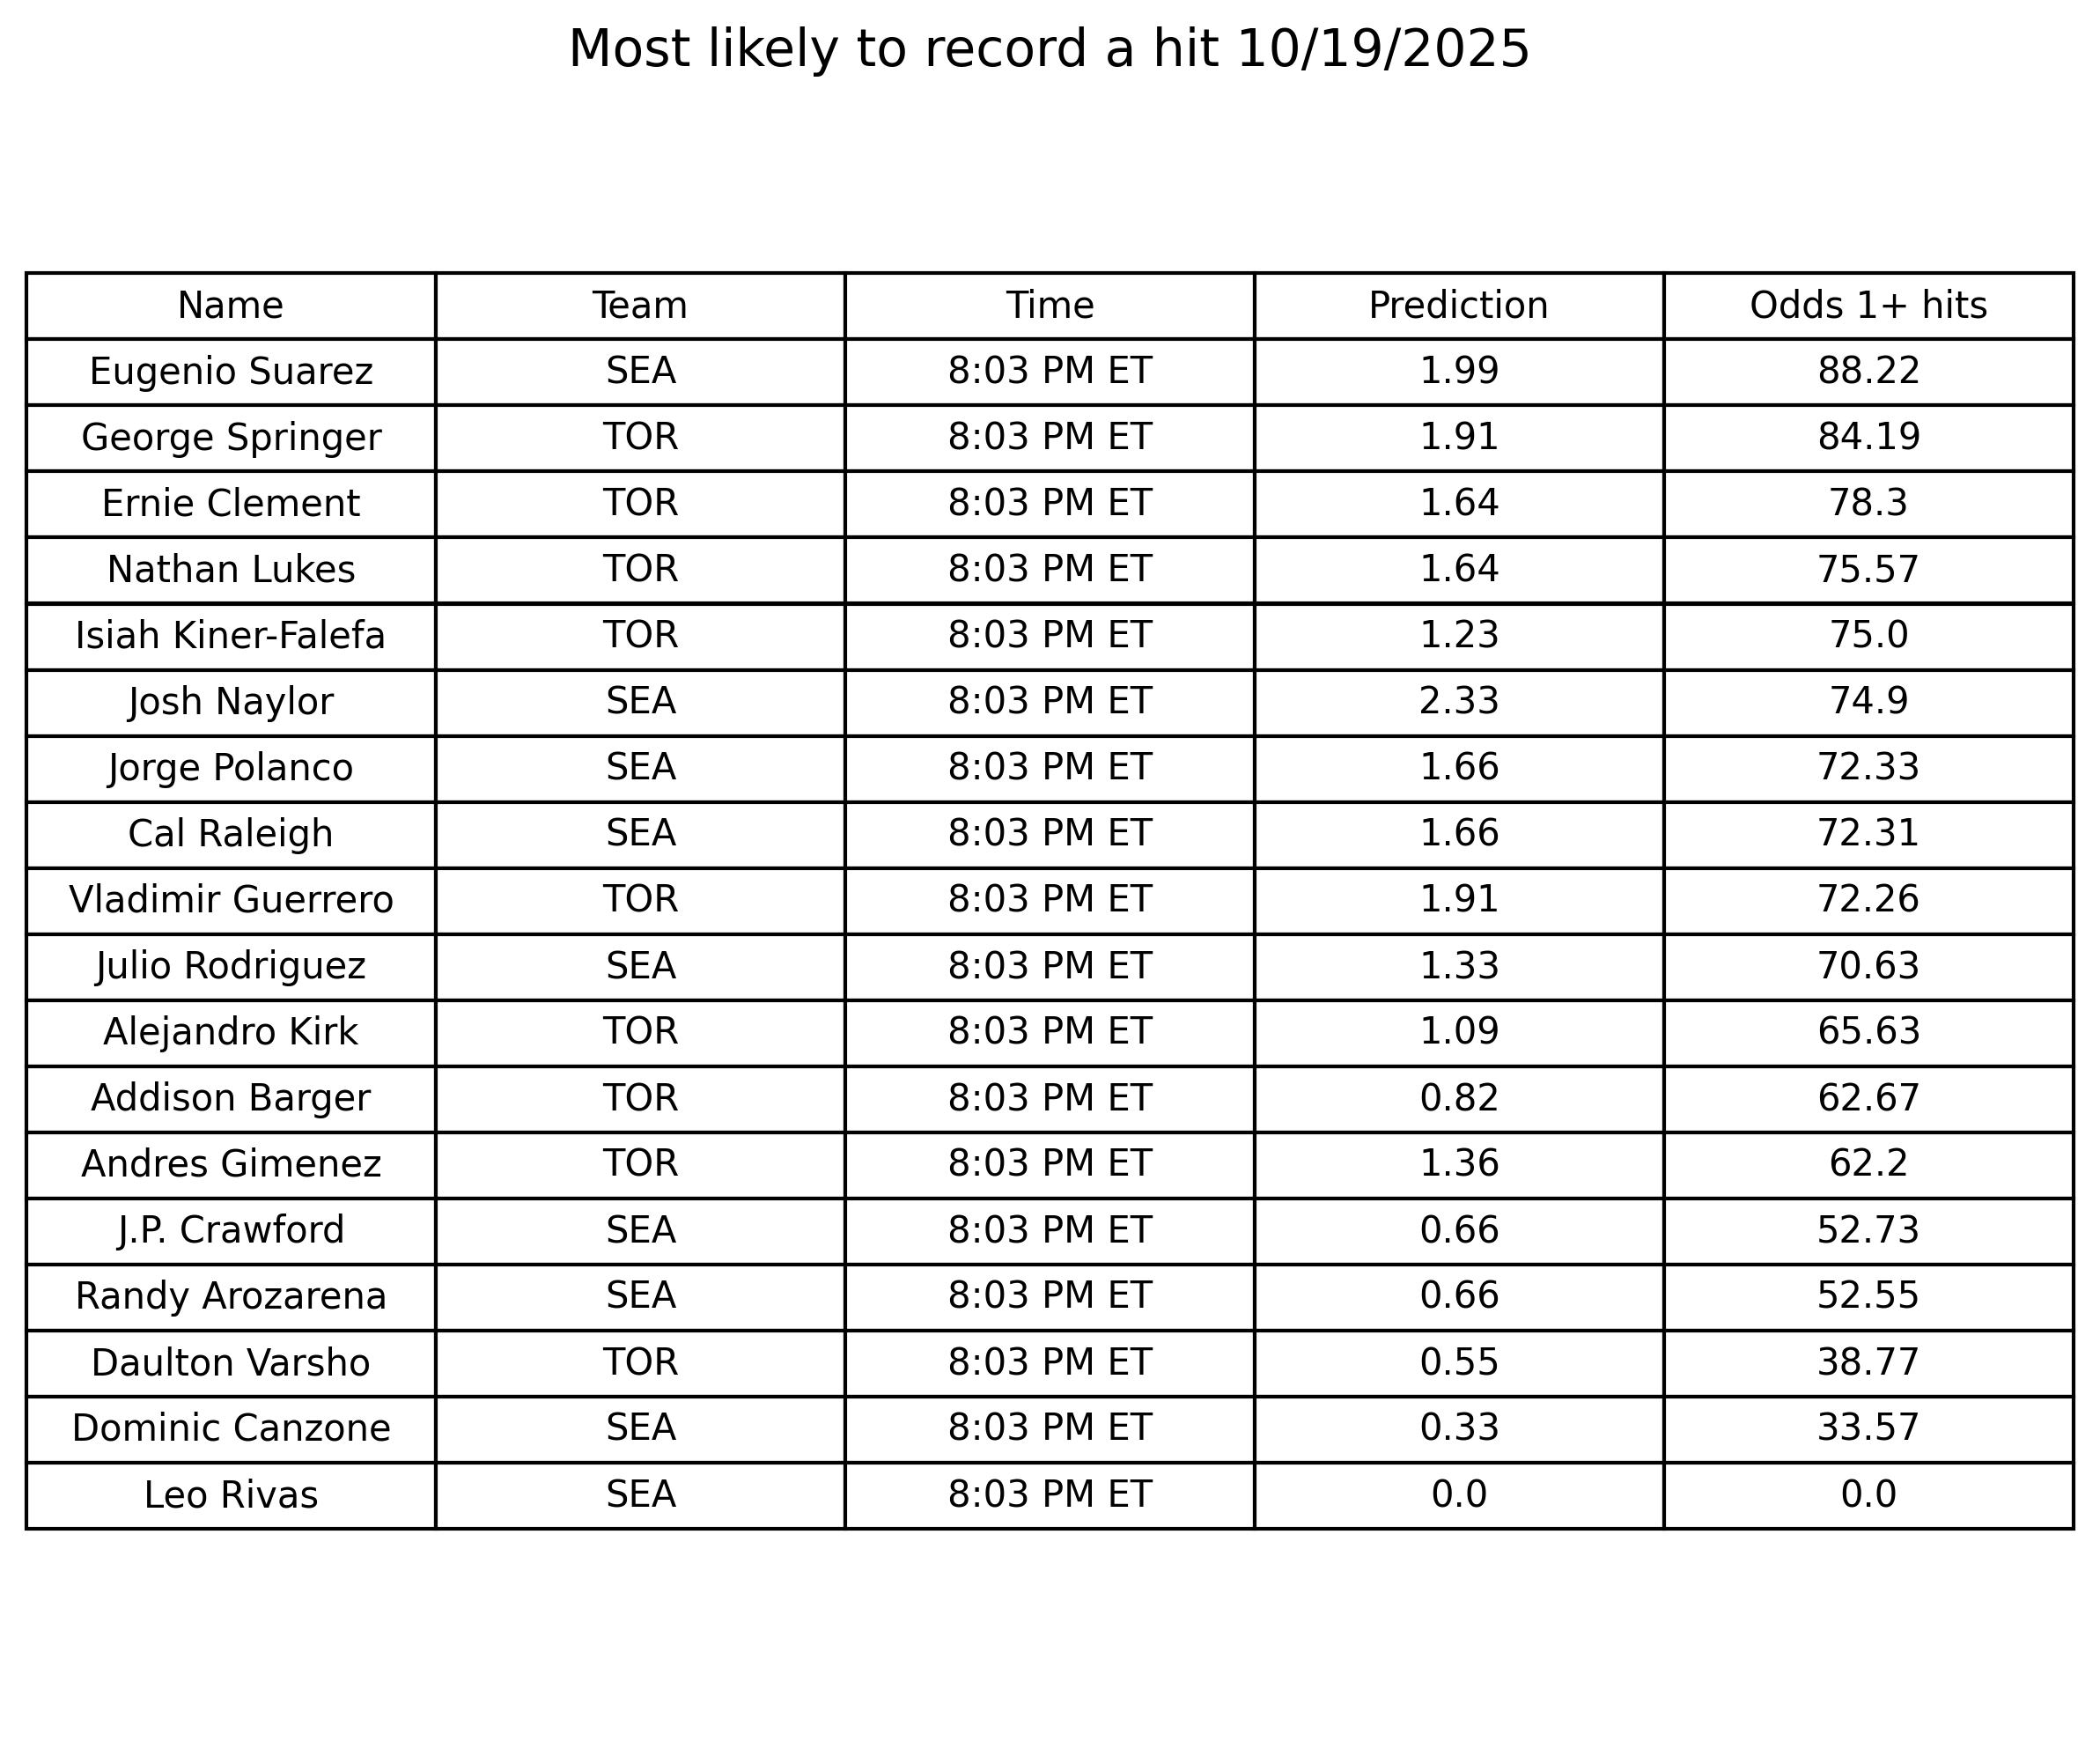 Most likely to record a hit 10/19/2025
Name Team Time Prediction Odds 1+ hits
Eugenio Suarez SEA 8:03 PM ET 1.99 88.22
George Springer TOR 8:03 PM ET 1.91 84.19
Ernie Clement TOR 8:03 PM ET 1.64 78.3
Nathan Lukes TOR 8:03 PM ET 1.64 75.57
Isiah Kiner-Falefa TOR 8:03 PM ET 1.23 75.0
Josh Naylor SEA 8:03 PM ET 2.33 74.9
Jorge Polanco SEA 8:03 PM ET 1.66 72.33
Cal Raleigh SEA 8:03 PM ET 1.66 72.31
Vladimir Guerrero TOR 8:03 PM ET 1.91 72.26
Julio Rodriguez SEA 8:03 PM ET 1.33 70.63
Alejandro Kirk TOR 8:03 PM ET 1.09 65.63
Addison Barger TOR 8:03 PM ET 0.82 62.67
Andres Gimenez TOR 8:03 PM ET 1.36 62.2
J.P. Crawford SEA 8:03 PM ET 0.66 52.73
Randy Arozarena SEA 8:03 PM ET 0.66 52.55
Daulton Varsho TOR 8:03 PM ET 0.55 38.77
Dominic Canzone SEA 8:03 PM ET 0.33 33.57
Leo Rivas SEA 8:03 PM ET 0.0 0.0